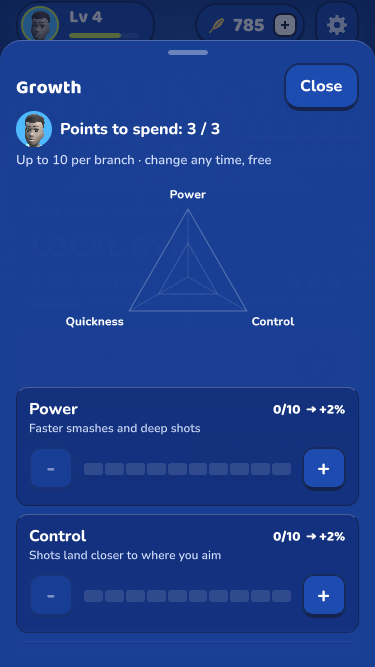 Lv 4
785
+
Growth
Close
Points to spend: 3 / 3
Up to 10 per branch · change any time, free
Power
Quickness
Control
Power
0/10 → +2%
Faster smashes and deep shots
-
+
Control
0/10 → +2%
Shots land closer to where you aim
-
+